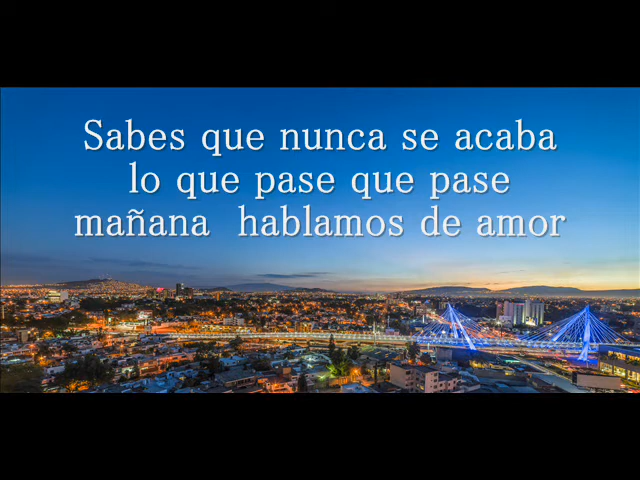 Sabes que nunca se acaba
lo que pase que pase
mañana hablamos de amor